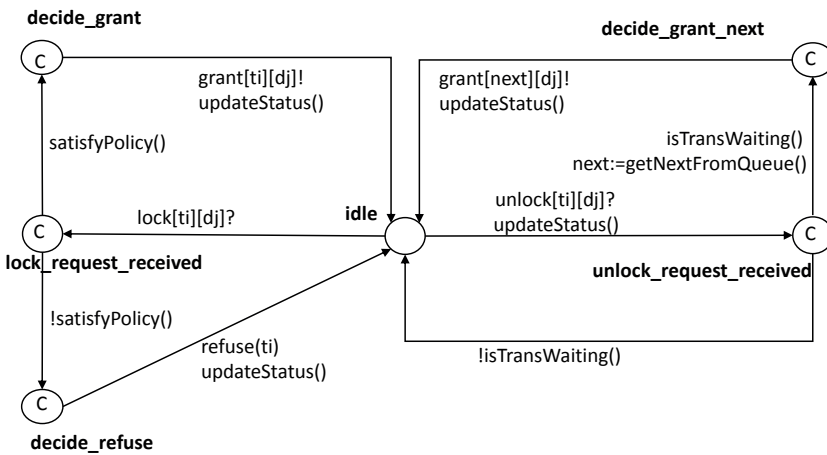 decide_grant
decide_grant_next
C
C
grant[ti][dj]!
updateStatus()
grant[next][dj]!
updateStatus()
satisfyPolicy()
isTransWaiting()
next:=getNextFromQueue()
lock[ti][dj]?
idle
unlock[ti][dj]?
updateStatus()
C
C
lock_request_received
unlock_request_received
!satisfyPolicy()
refuse(ti)
updateStatus()
!isTransWaiting()
C
decide_refuse